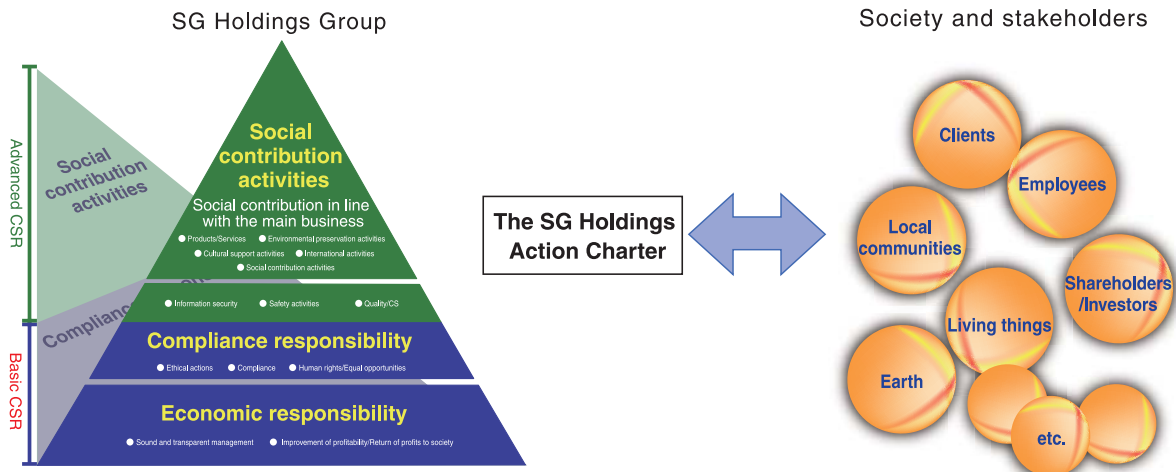 SG Holdings Group
Society and stakeholders
Advanced CSR
Basic CSR
Social
contribution
activities
Compliance
Social
contribution
activities
Social contribution in line
with the main business
Products/Services
Environmental preservation activities
Cultural support activities
International activities
Social contribution activities
Information security
Safety activities
Quality/CS
Compliance responsibility
Ethical actions
Compliance
Human rights/Equal opportunities
Economic responsibility
Sound and transparent management
Improvement of profitability/Return of profits to society
The SG Holdings
Action Charter
Clients
Employees
Local
communities
Shareholders
/Investors
Living things
Earth
etc.